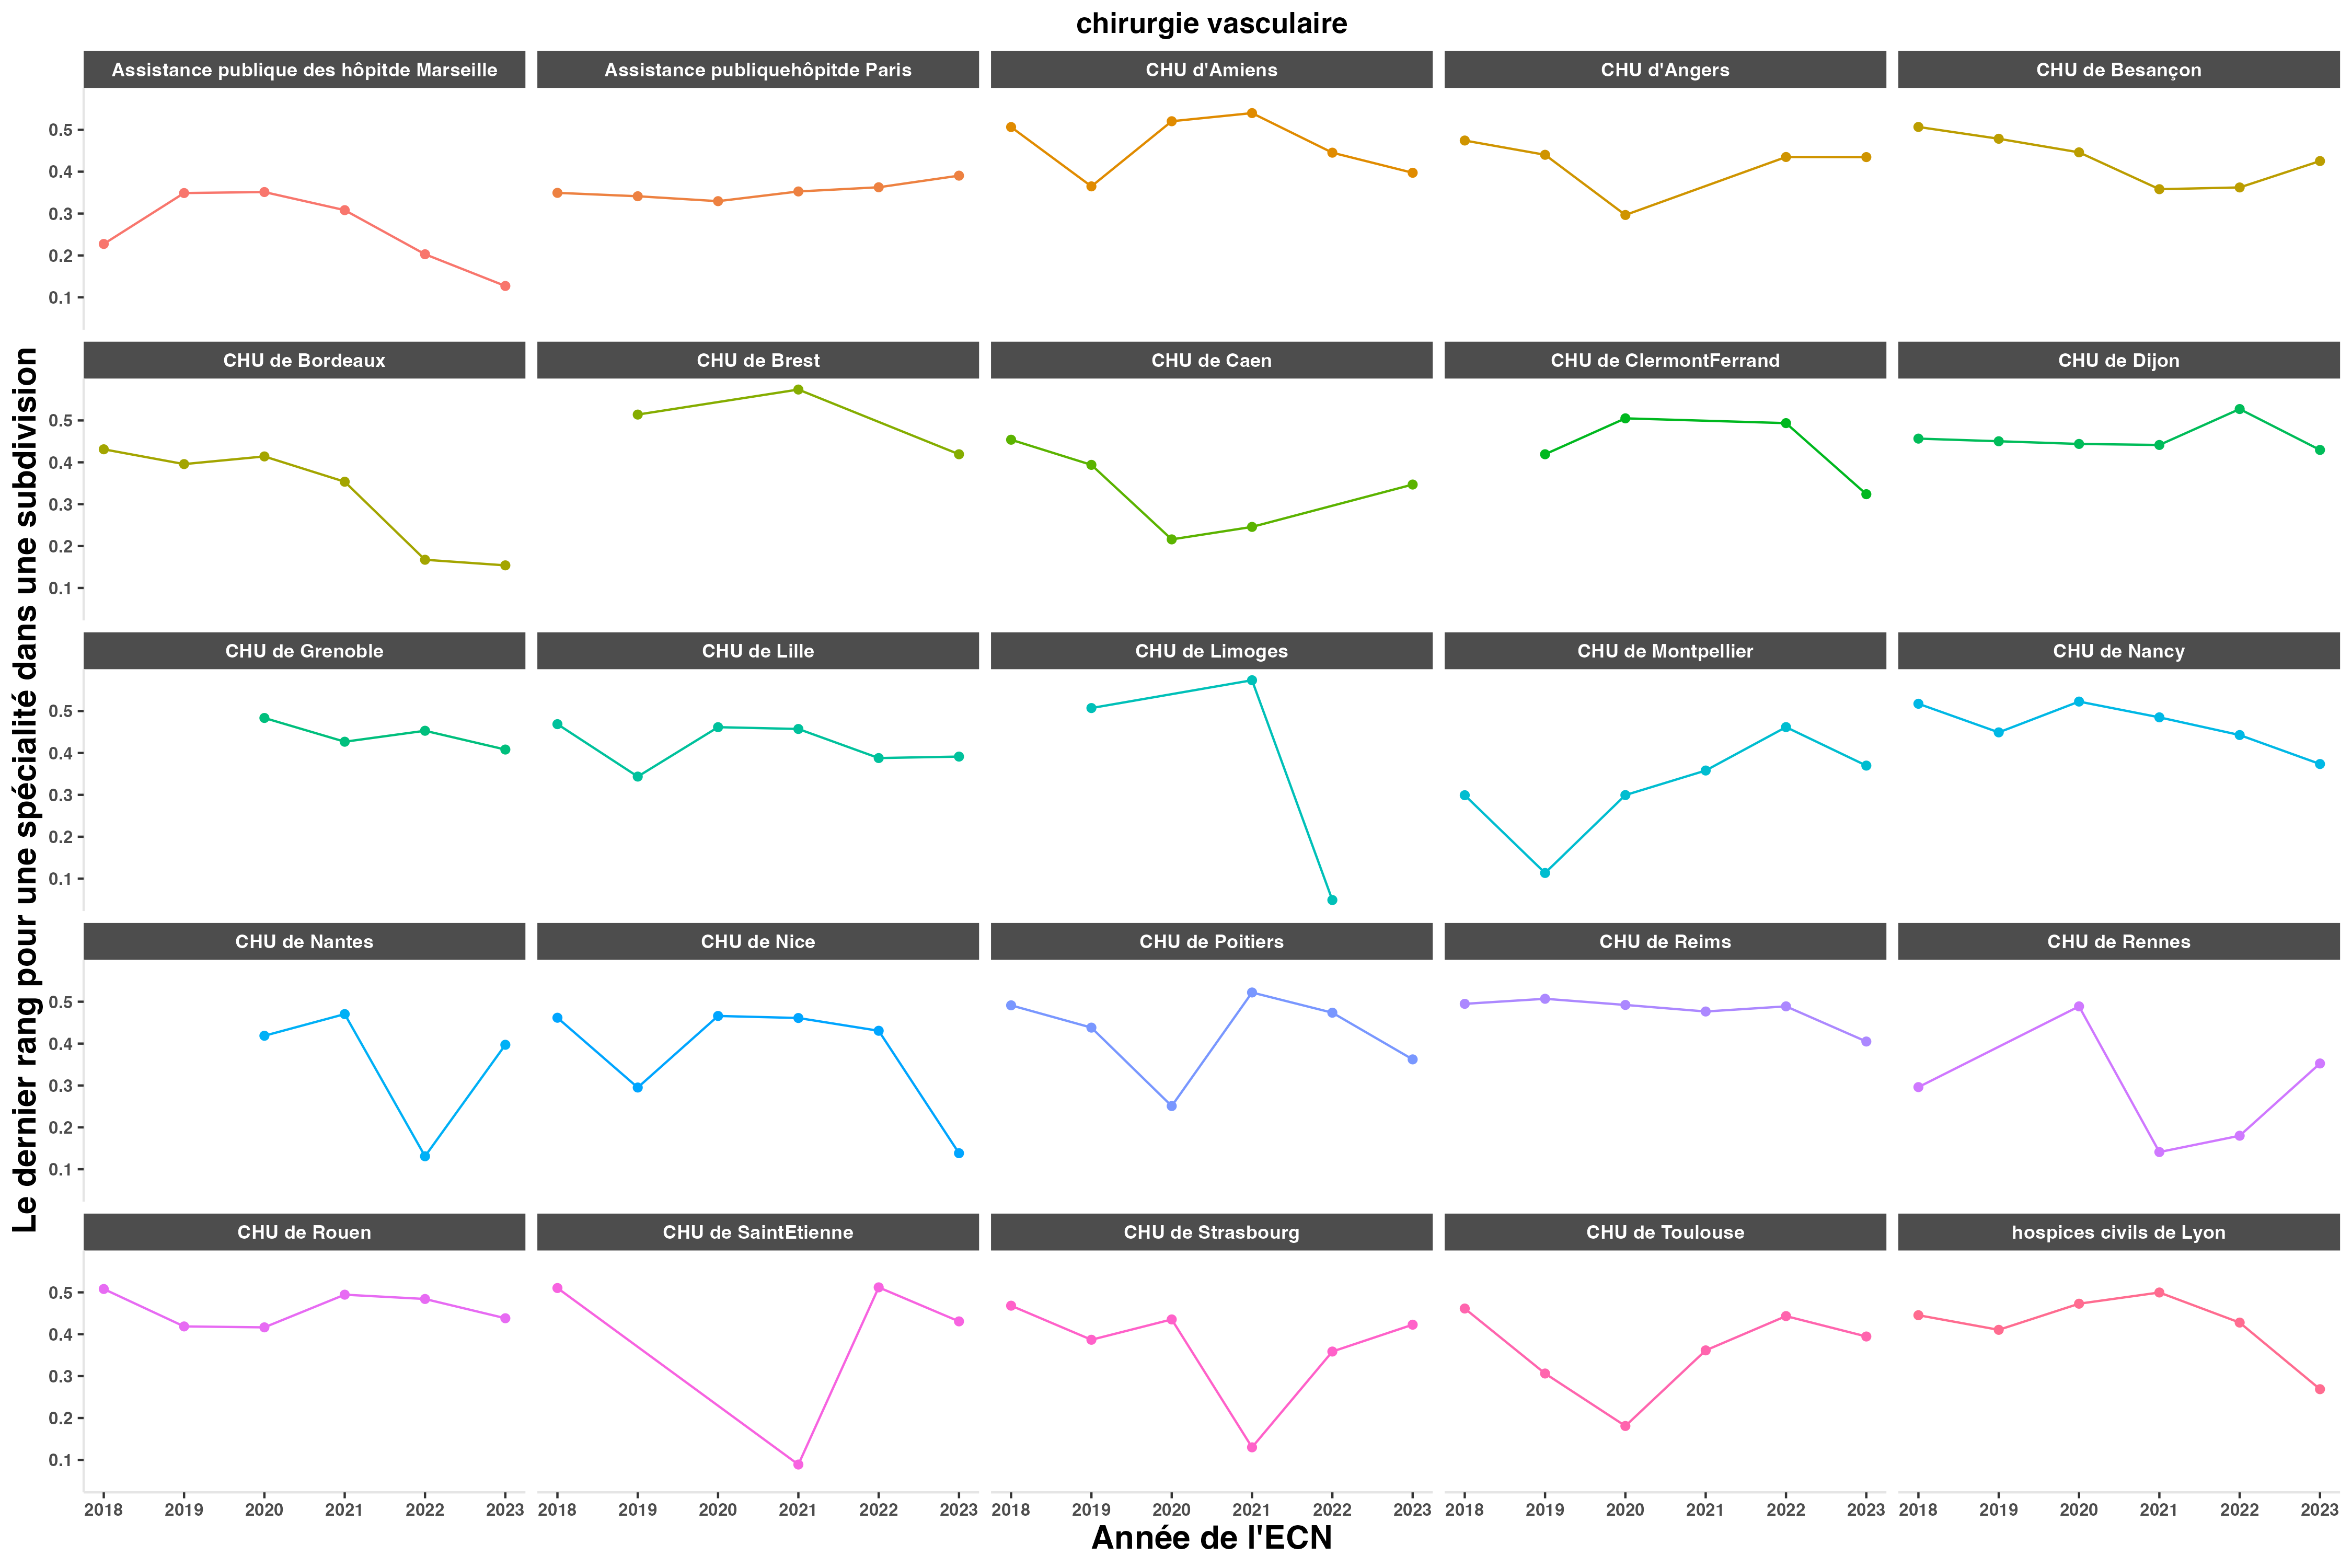 chirurgie vasculaire
Assistance publique des hôpitde Marseille
Assistance publiquehôpitde Paris
CHU d'Amiens
CHU d'Angers
CHU de Besançon
0.5
0.4
0.3
0.2
0.1
CHU de Bordeaux
CHU de Brest
CHU de Caen
CHU de ClermontFerrand
CHU de Dijon
0.5
0.4
0.3
0.2
0.1
CHU de Grenoble
CHU de Lille
CHU de Limoges
CHU de Montpellier
CHU de Nancy
0.5
0.4
0.3
0.2
0.1
CHU de Nantes
CHU de Nice
CHU de Poitiers
CHU de Reims
CHU de Rennes
0.5
0.4
0.3
0.2
0.1
CHU de Rouen
CHU de SaintEtienne
CHU de Strasbourg
CHU de Toulouse
hospices civils de Lyon
0.5
0.4
0.3
0.2
0.1
2018 2019 2020 2021 2022 2023
2018 2019 2020 2021 2022 2023
2018 2019 2020 2021 2022 2023
2018 2019 2020 2021 2022 2023
2018 2019 2020 2021 2022 2023
Année de l'ECN
Le dernier rang pour une spécialité dans une subdivision